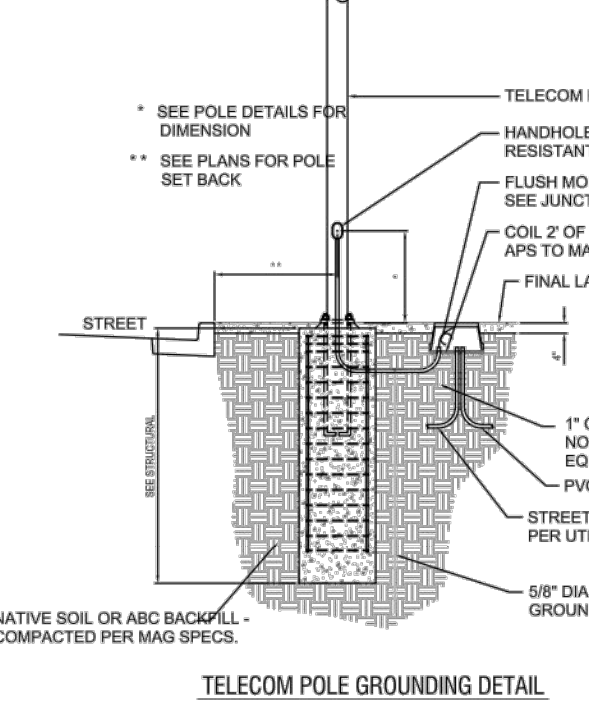 * SEE POLE DETAILS FOR
DIMENSION
** SEE PLANS FOR POLE
SET BACK
TELECOM
HANDHOLE
RESISTANT
FLUSH MO
SEE JUNCT
COIL 2' OF
APS TO MA
FINAL LA
**
*
STREET
4"
SEE STRUCTURAL
1" C
NO
EQ
PVC
STREET
PER UTI
5/8" DIA
GROUN
NATIVE SOIL OR ABC BACKFILL -
COMPACTED PER MAG SPECS.
TELECOM POLE GROUNDING DETAIL